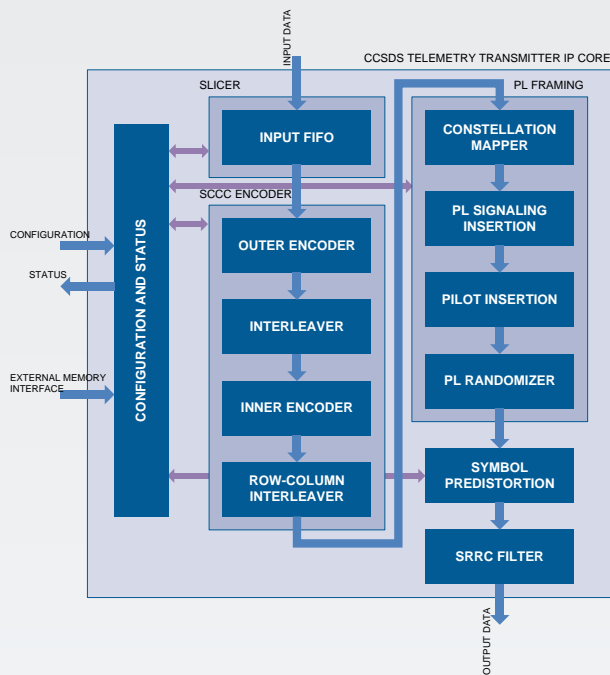 INPUT DATA
CCSDS TELEMETRY TRANSMITTER IP CORE
SLICER
PL FRAMING
INPUT FIFO
CONSTELLATION
MAPPER
SCCC ENCODER
PL SIGNALING
INSERTION
CONFIGURATION
OUTER ENCODER
STATUS
CONFIGURATION AND STATUS
INTERLEAVER
PILOT INSERTION
EXTERNAL MEMORY
INTERFACE
INNER ENCODER
PL RANDOMIZER
ROW-COLUMN
INTERLEAVER
SYMBOL
PREDISTORTION
SRRC FILTER
OUTPUT DATA